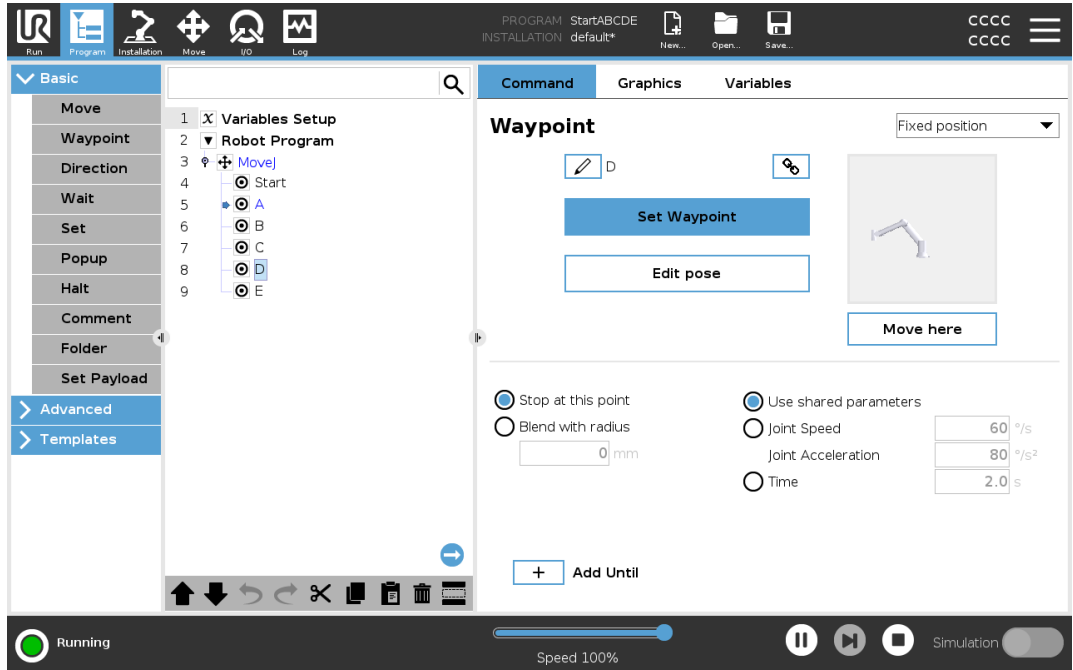 PROGRAM StartABCDE
INSTALLATION default*
CCCC
CCCC
Run Program Installation Move I/O Log New... Open... Save...
Basic
Move
Waypoint
Direction
Wait
Set
Popup
Halt
Comment
Folder
Set Payload
Advanced
Templates
1 X Variables Setup
2 Robot Program
3 MoveJ
4 Start
5 A
6 B
7 C
8 D
9 E
Command Graphics Variables
Waypoint
Fixed position
D
Set Waypoint
Edit pose
Move here
Stop at this point
Blend with radius
0 mm
Use shared parameters
Joint Speed 60 °/s
Joint Acceleration 80 °/s²
Time 2.0 s
+ Add Until
Running
Speed 100%
Simulation